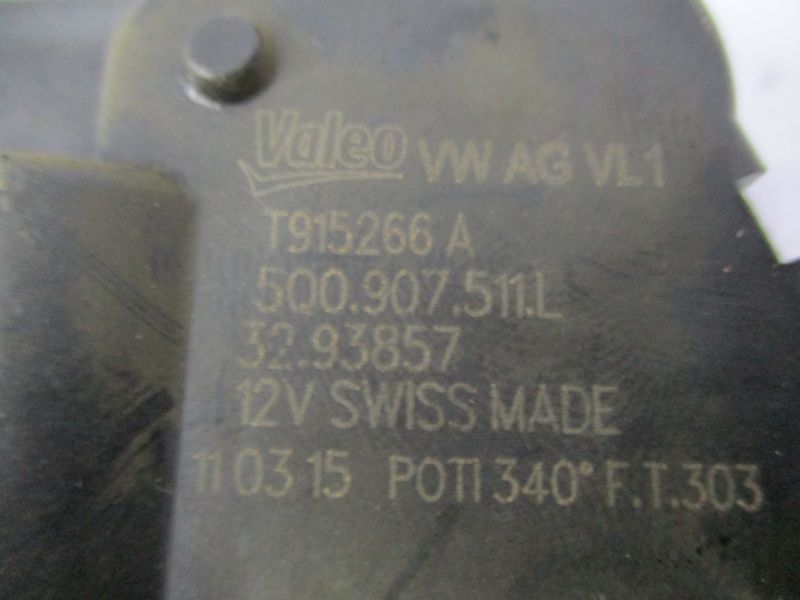 Valeo VW AG VL1
T915266 A
5Q0.907.511.L
32.93857
12V SWISS MADE
11 03 15 POTI 340° F.T.303